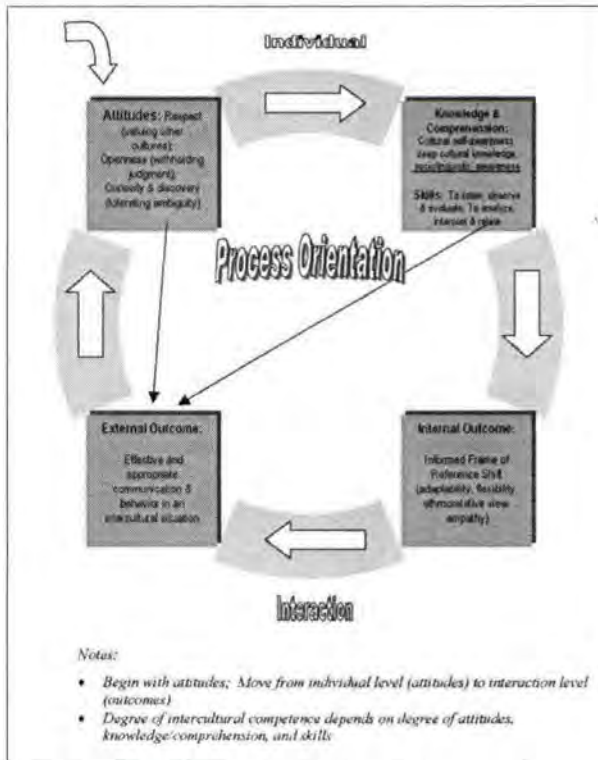 Individual
Attitudes: Respect
(valuing other
cultures);
Openness (withholding
judgment);
Curiosity & discovery
(tolerating ambiguity)
Knowledge &
Comprehension:
Cultural self-awareness,
deep cultural knowledge,
sociolinguistic awareness
Skills: To listen, observe
& evaluate; To analyze,
interpret & relate
Process Orientation
External Outcome:
Effective and
appropriate
communication &
behavior in an
intercultural situation
Internal Outcome:
Informed Frame of
Reference Shift
(adaptability, flexibility,
ethnorelative view,
empathy)
Interaction
Notes:
• Begin with attitudes; Move from individual level (attitudes) to interaction level
(outcomes)
• Degree of intercultural competence depends on degree of attitudes,
knowledge/comprehension, and skills